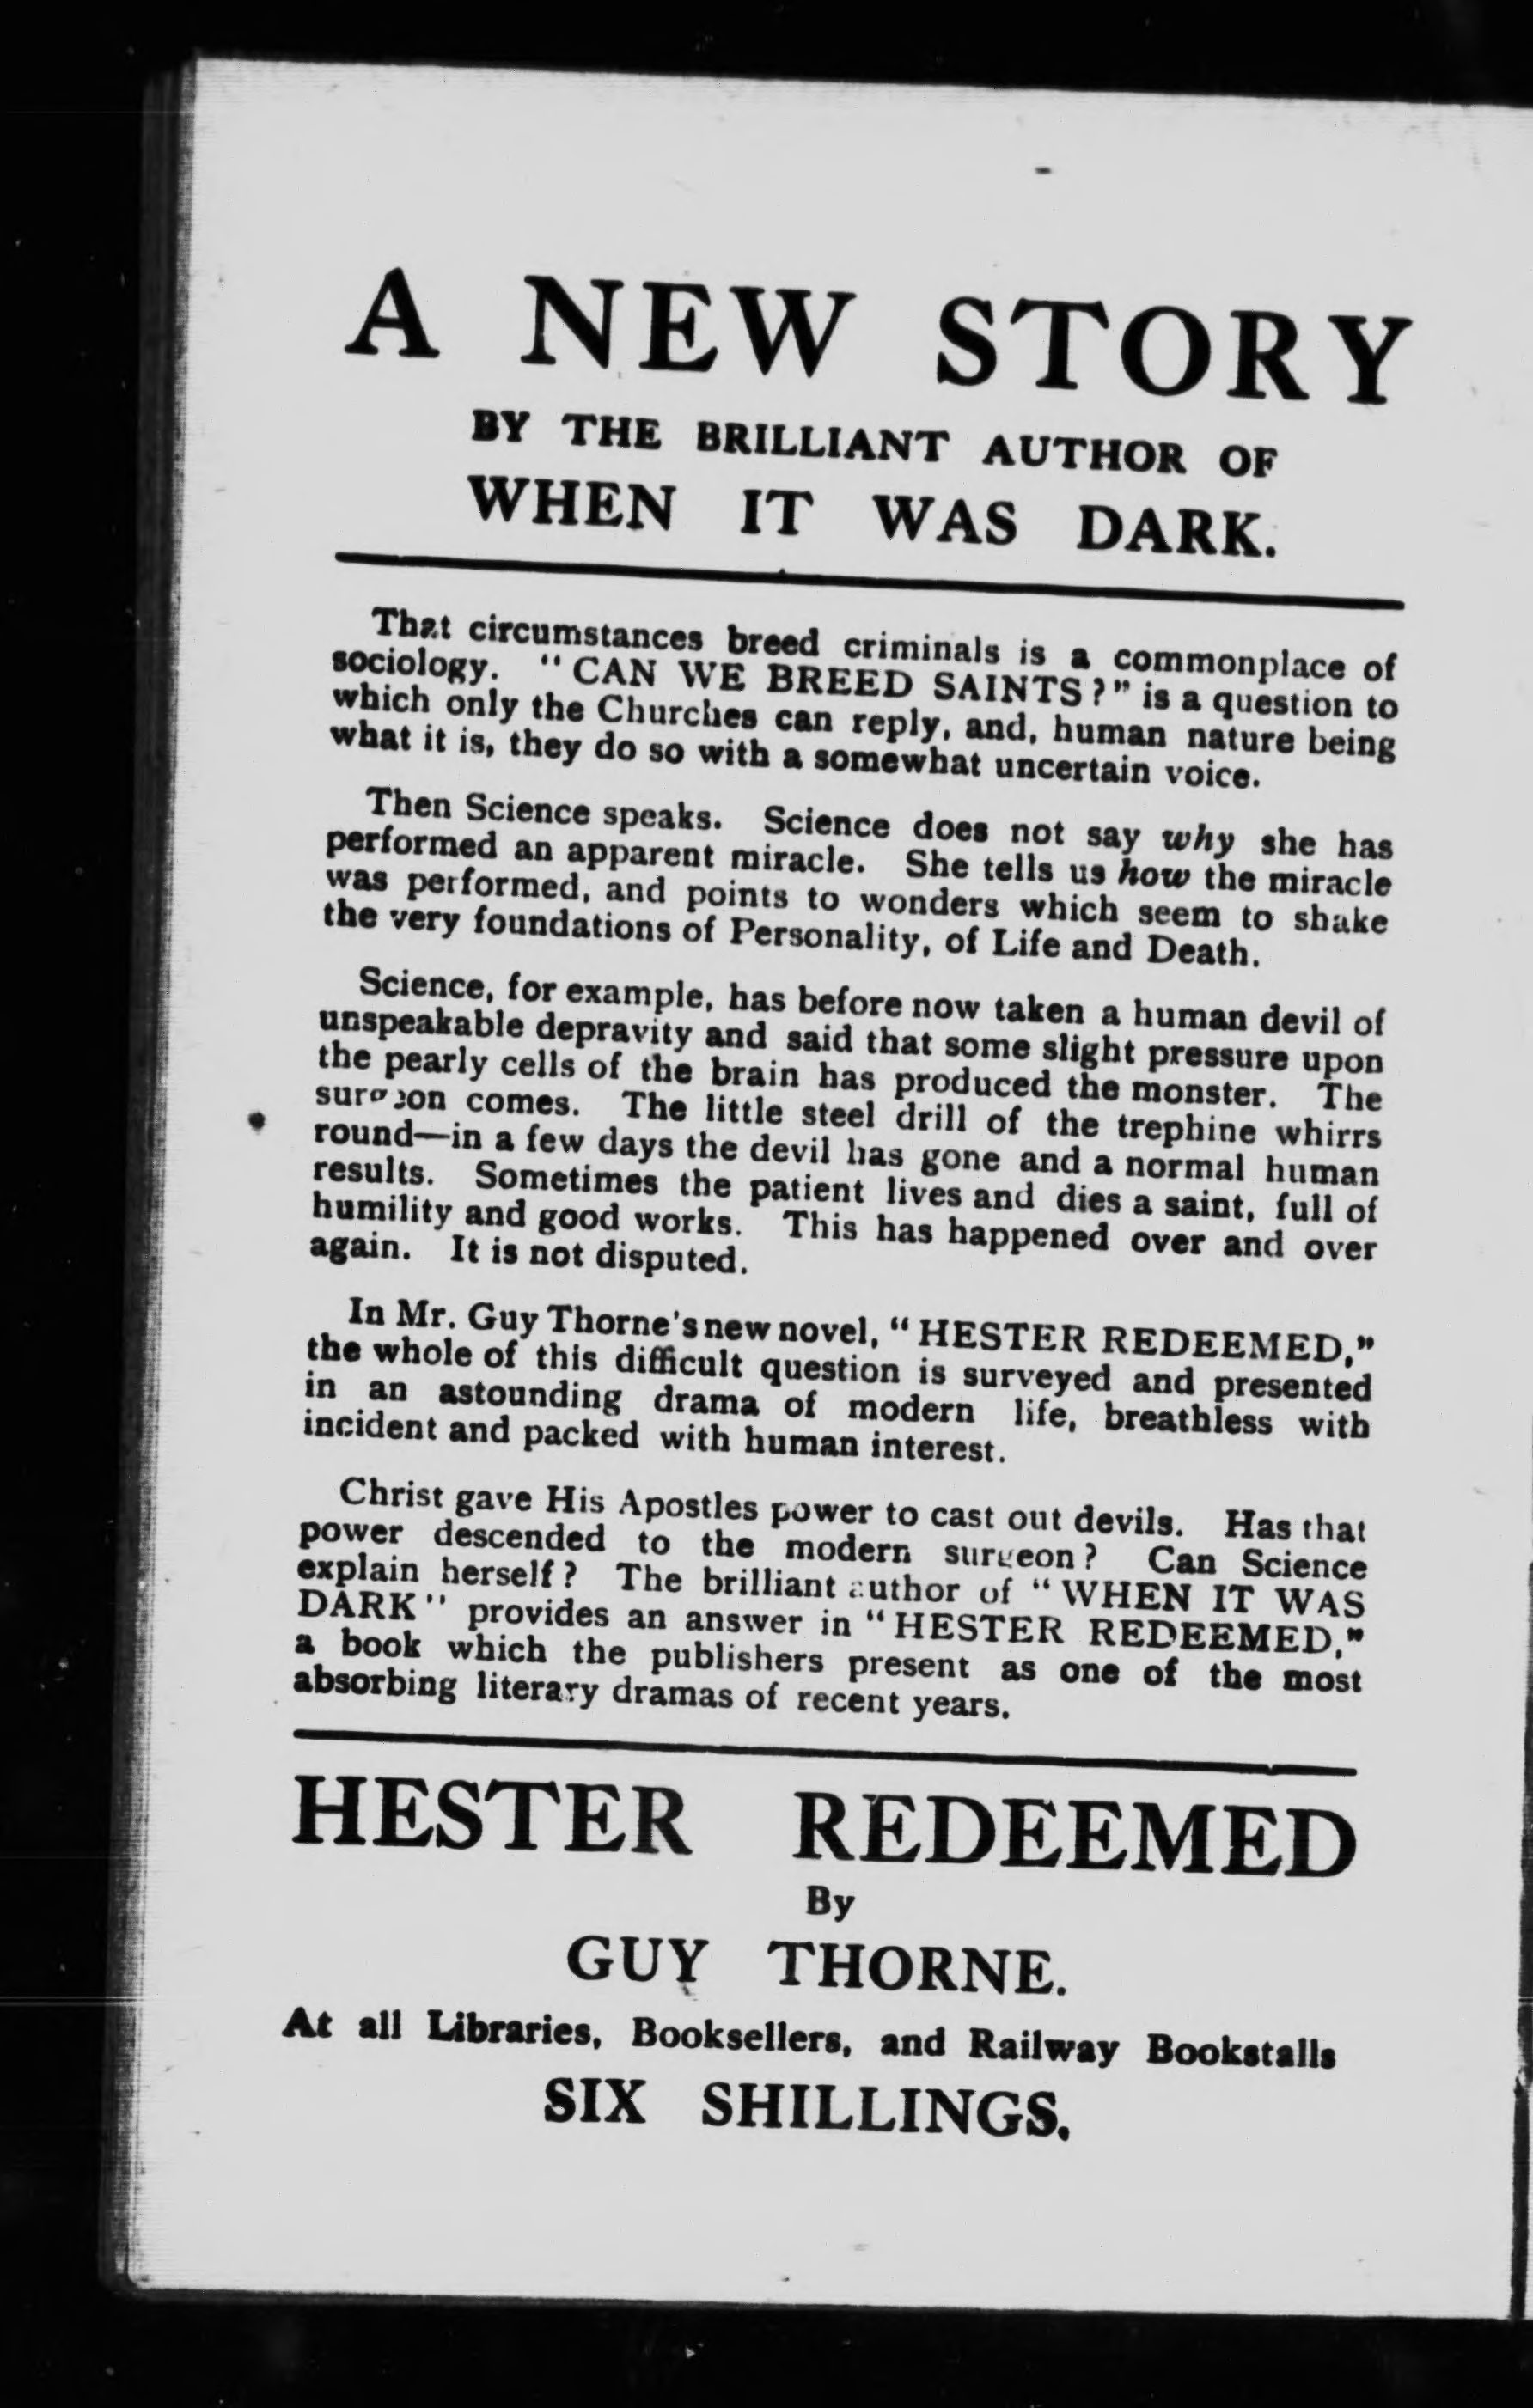 A NEW STORY
BY THE BRILLIANT AUTHOR OF
WHEN IT WAS DARK.
That circumstances breed criminals is a commonplace of
sociology. "CAN WE BREED SAINTS?" is a question to
which only the Churches can reply, and, human nature being
what it is, they do so with a somewhat uncertain voice.
Then Science speaks. Science does not say why she has
performed an apparent miracle. She tells us how the miracle
was performed, and points to wonders which seem to shake
the very foundations of Personality, of Life and Death.
Science, for example, has before now taken a human devil of
unspeakable depravity and said that some slight pressure upon
the pearly cells of the brain has produced the monster. The
surgeon comes. The little steel drill of the trephine whirrs
round—in a few days the devil has gone and a normal human
results. Sometimes the patient lives and dies a saint, full of
humility and good works. This has happened over and over
again. It is not disputed.
In Mr. Guy Thorne's new novel, "HESTER REDEEMED,"
the whole of this difficult question is surveyed and presented
in an astounding drama of modern life, breathless with
incident and packed with human interest.
Christ gave His Apostles power to cast out devils. Has that
power descended to the modern surgeon? Can Science
explain herself? The brilliant author of "WHEN IT WAS
DARK" provides an answer in "HESTER REDEEMED,"
a book which the publishers present as one of the most
absorbing literary dramas of recent years.
HESTER REDEEMED
By
GUY THORNE.
At all Libraries, Booksellers, and Railway Bookstalls
SIX SHILLINGS.